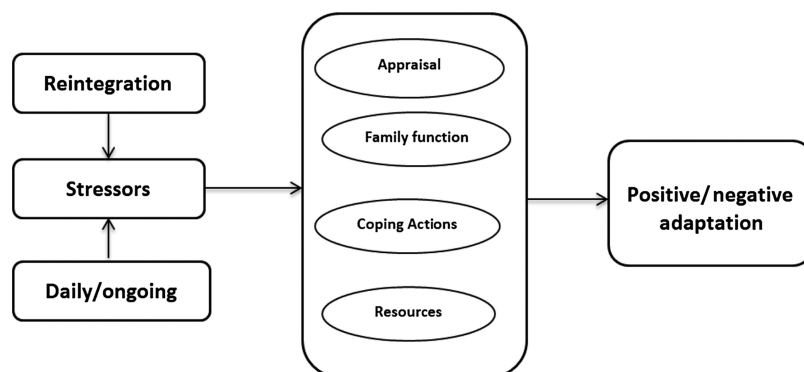 Reintegration
Stressors
Daily/ongoing
Appraisal
Family function
Coping Actions
Resources
Positive/ negative
adaptation